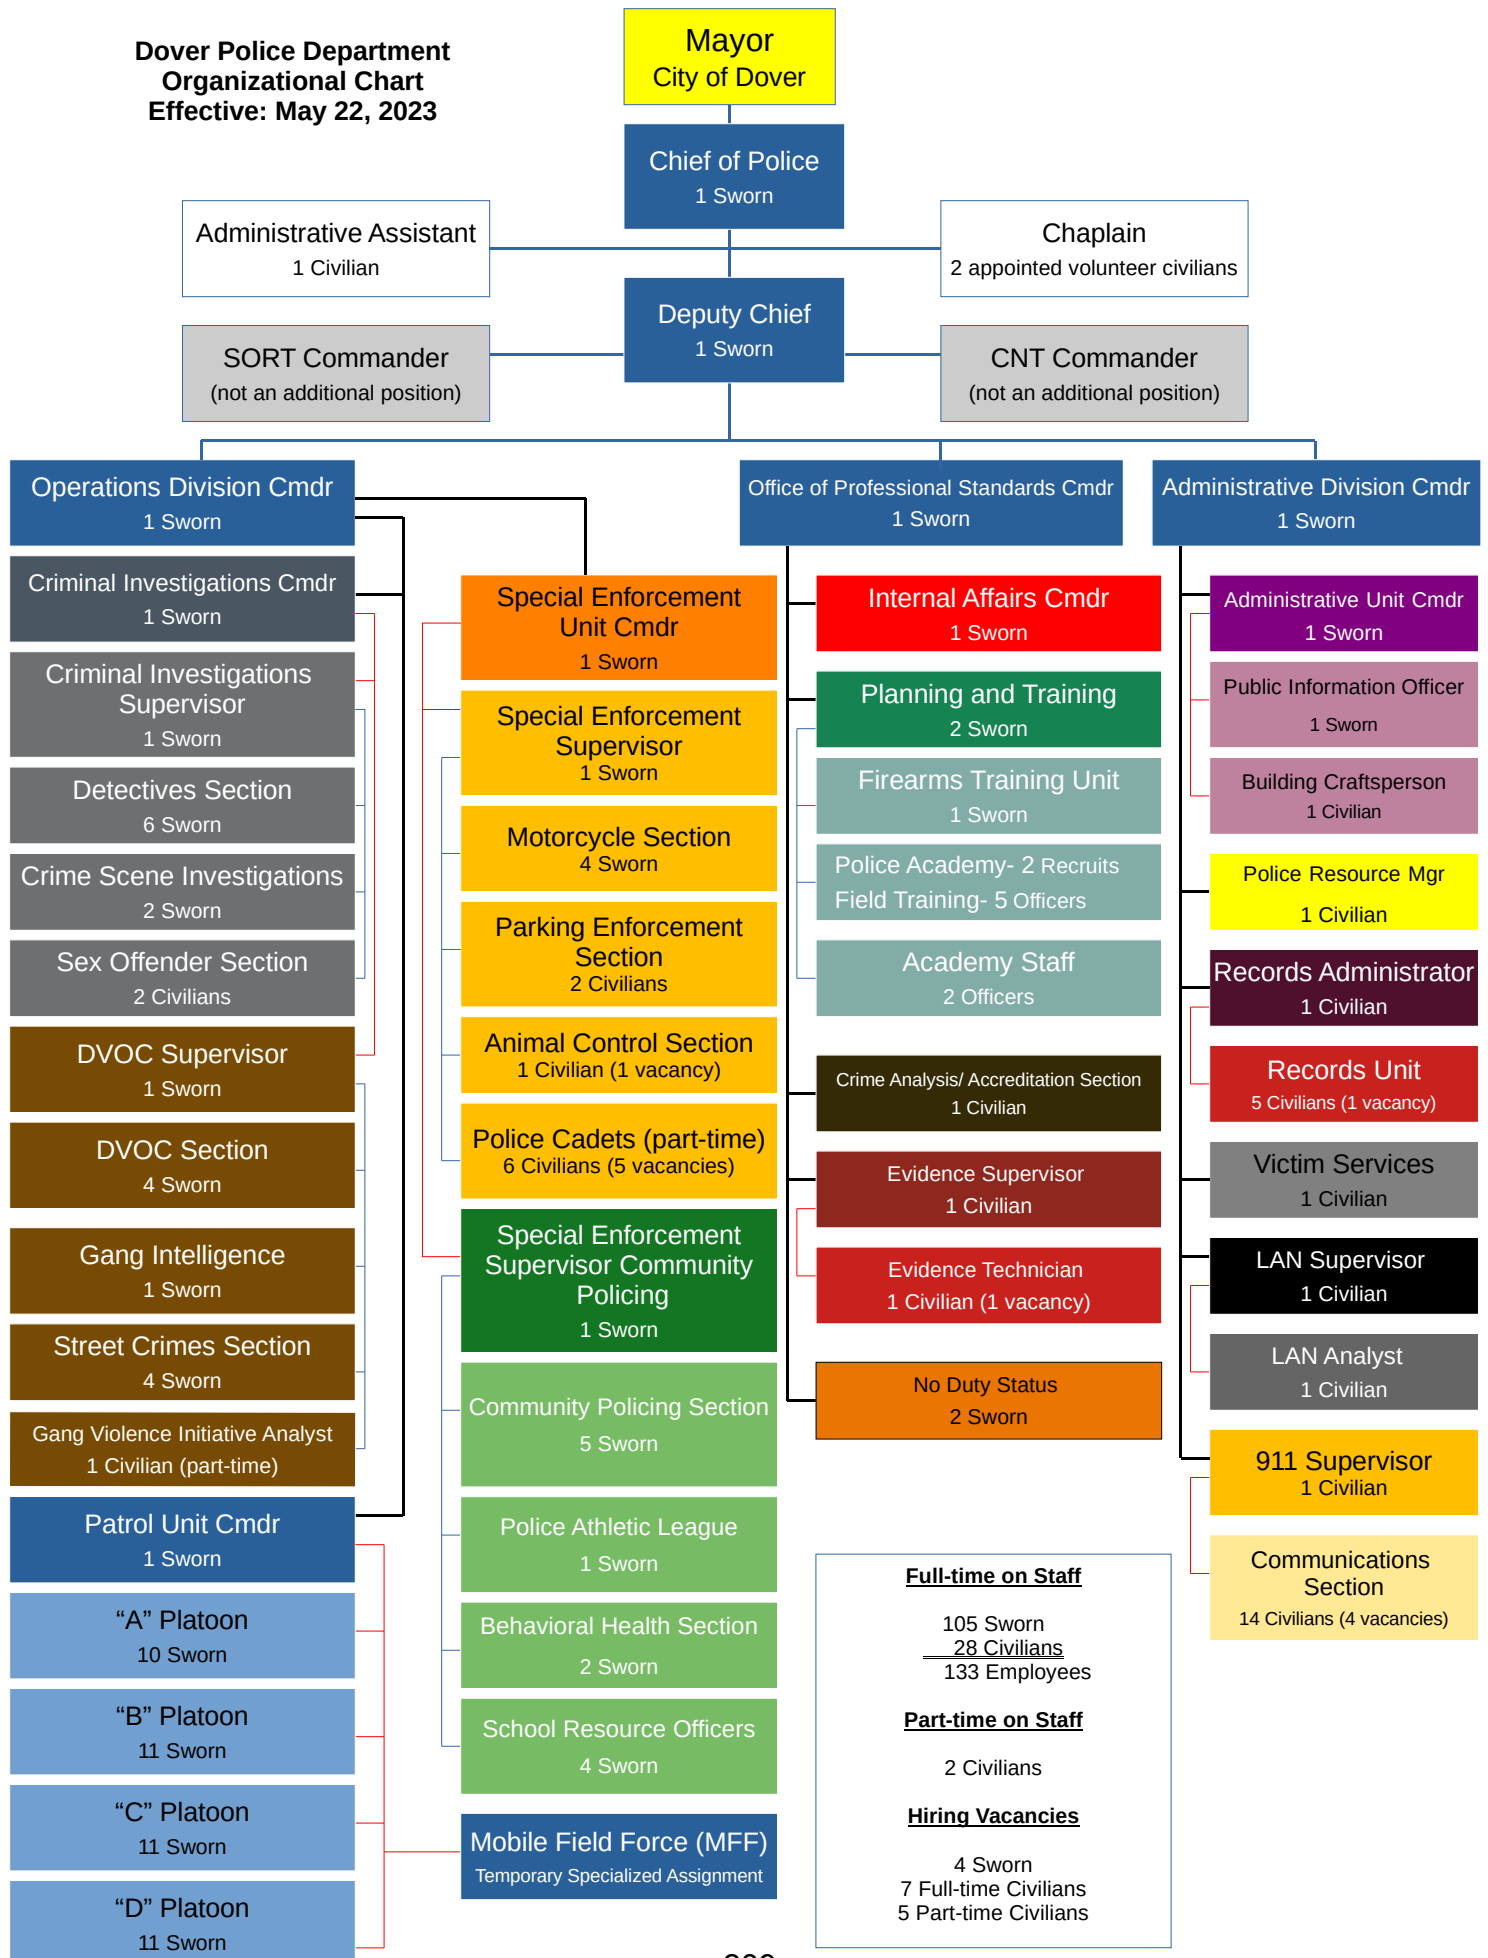 Dover Police Department
Organizational Chart
Effective: May 22, 2023
Mayor
City of Dover
Chief of Police
1 Sworn
Administrative Assistant
1 Civilian
Chaplain
2 appointed volunteer civilians
Deputy Chief
1 Sworn
SORT Commander
(not an additional position)
CNT Commander
(not an additional position)
Operations Division Cmdr
1 Sworn
Criminal Investigations Cmdr
1 Sworn
Criminal Investigations
Supervisor
1 Sworn
Detectives Section
6 Sworn
Crime Scene Investigations
2 Sworn
Sex Offender Section
2 Civilians
DVOC Supervisor
1 Sworn
DVOC Section
4 Sworn
Gang Intelligence
1 Sworn
Street Crimes Section
4 Sworn
Gang Violence Initiative Analyst
1 Civilian (part-time)
Patrol Unit Cmdr
1 Sworn
“A” Platoon
10 Sworn
“B” Platoon
11 Sworn
“C” Platoon
11 Sworn
“D” Platoon
11 Sworn
Special Enforcement
Unit Cmdr
1 Sworn
Special Enforcement
Supervisor
1 Sworn
Motorcycle Section
4 Sworn
Parking Enforcement
Section
2 Civilians
Animal Control Section
1 Civilian (1 vacancy)
Police Cadets (part-time)
6 Civilians (5 vacancies)
Special Enforcement
Supervisor Community
Policing
1 Sworn
Community Policing Section
5 Sworn
Police Athletic League
1 Sworn
Behavioral Health Section
2 Sworn
School Resource Officers
4 Sworn
Mobile Field Force (MFF)
Temporary Specialized Assignment
Office of Professional Standards Cmdr
1 Sworn
Internal Affairs Cmdr
1 Sworn
Planning and Training
2 Sworn
Firearms Training Unit
1 Sworn
Police Academy- 2 Recruits
Field Training- 5 Officers
Academy Staff
2 Officers
Crime Analysis/ Accreditation Section
1 Civilian
Evidence Supervisor
1 Civilian
Evidence Technician
1 Civilian (1 vacancy)
No Duty Status
2 Sworn
Administrative Division Cmdr
1 Sworn
Administrative Unit Cmdr
1 Sworn
Public Information Officer
1 Sworn
Building Craftsperson
1 Civilian
Police Resource Mgr
1 Civilian
Records Administrator
1 Civilian
Records Unit
5 Civilians (1 vacancy)
Victim Services
1 Civilian
LAN Supervisor
1 Civilian
LAN Analyst
1 Civilian
911 Supervisor
1 Civilian
Communications
Section
14 Civilians (4 vacancies)
Full-time on Staff
105 Sworn
28 Civilians
133 Employees
Part-time on Staff
2 Civilians
Hiring Vacancies
4 Sworn
7 Full-time Civilians
5 Part-time Civilians